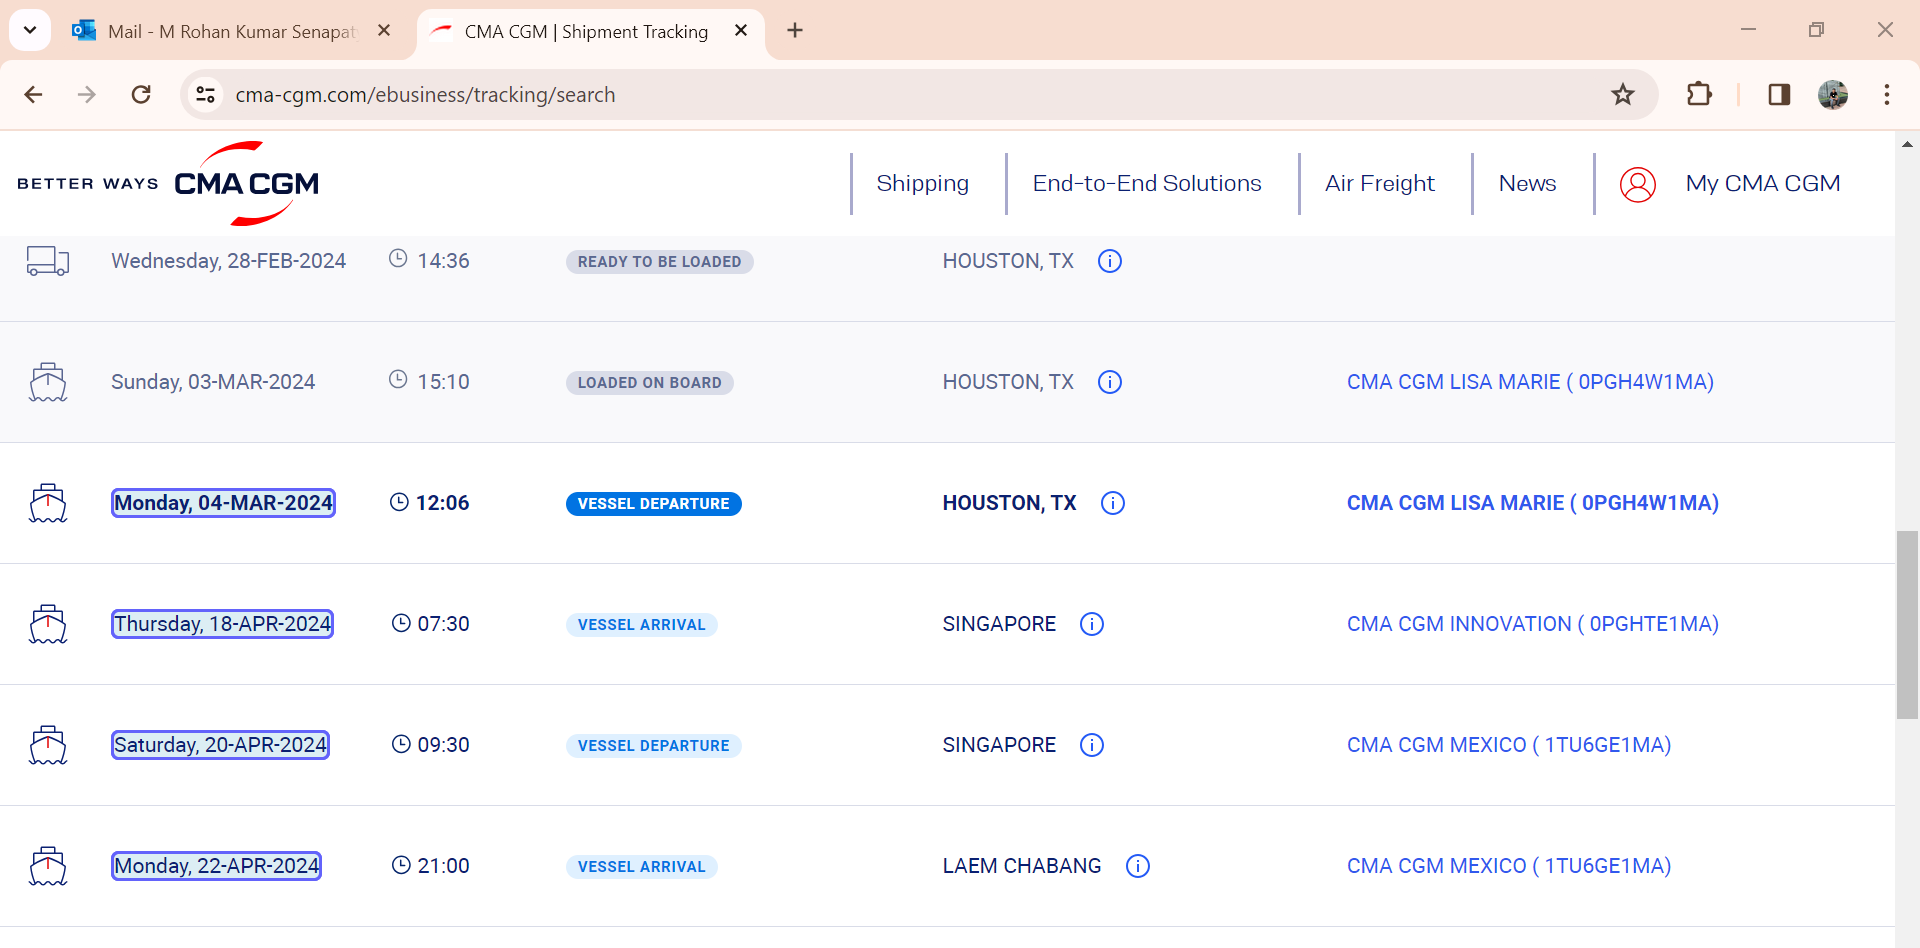 Mail - M Rohan Kumar Senapat
CMA CGM | Shipment Tracking
cma-cgm.com/ebusiness/tracking/search
BETTER WAYS CMA CGM
Shipping
End-to-End Solutions
Air Freight
News
My CMA CGM
Wednesday, 28-FEB-2024 14:36 READY TO BE LOADED HOUSTON, TX
Sunday, 03-MAR-2024 15:10 LOADED ON BOARD HOUSTON, TX CMA CGM LISA MARIE ( 0PGH4W1MA)
Monday, 04-MAR-2024 12:06 VESSEL DEPARTURE HOUSTON, TX CMA CGM LISA MARIE ( 0PGH4W1MA)
Thursday, 18-APR-2024 07:30 VESSEL ARRIVAL SINGAPORE CMA CGM INNOVATION ( 0PGHTE1MA)
Saturday, 20-APR-2024 09:30 VESSEL DEPARTURE SINGAPORE CMA CGM MEXICO ( 1TU6GE1MA)
Monday, 22-APR-2024 21:00 VESSEL ARRIVAL LAEM CHABANG CMA CGM MEXICO ( 1TU6GE1MA)